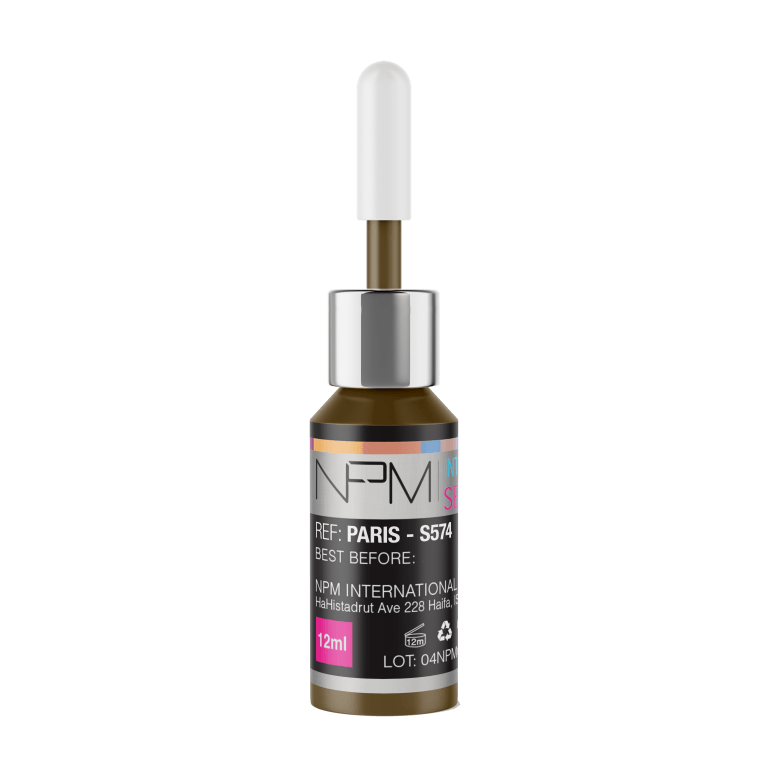 NPM
REF: PARIS - S574
BEST BEFORE:
NPM INTERNATIONAL
HaHistadrut Ave 228 Haifa,
12ml
12m
LOT: 04NPM